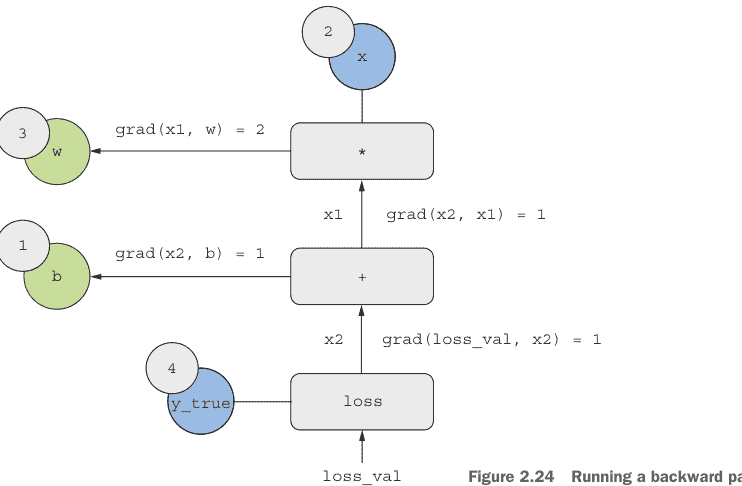 2
x
3
grad(x1, w) = 2
w
*
x1
grad(x2, x1) = 1
1
grad(x2, b) = 1
b
+
x2
grad(loss_val, x2) = 1
4
y_true
loss
loss_val
Figure 2.24 Running a backward